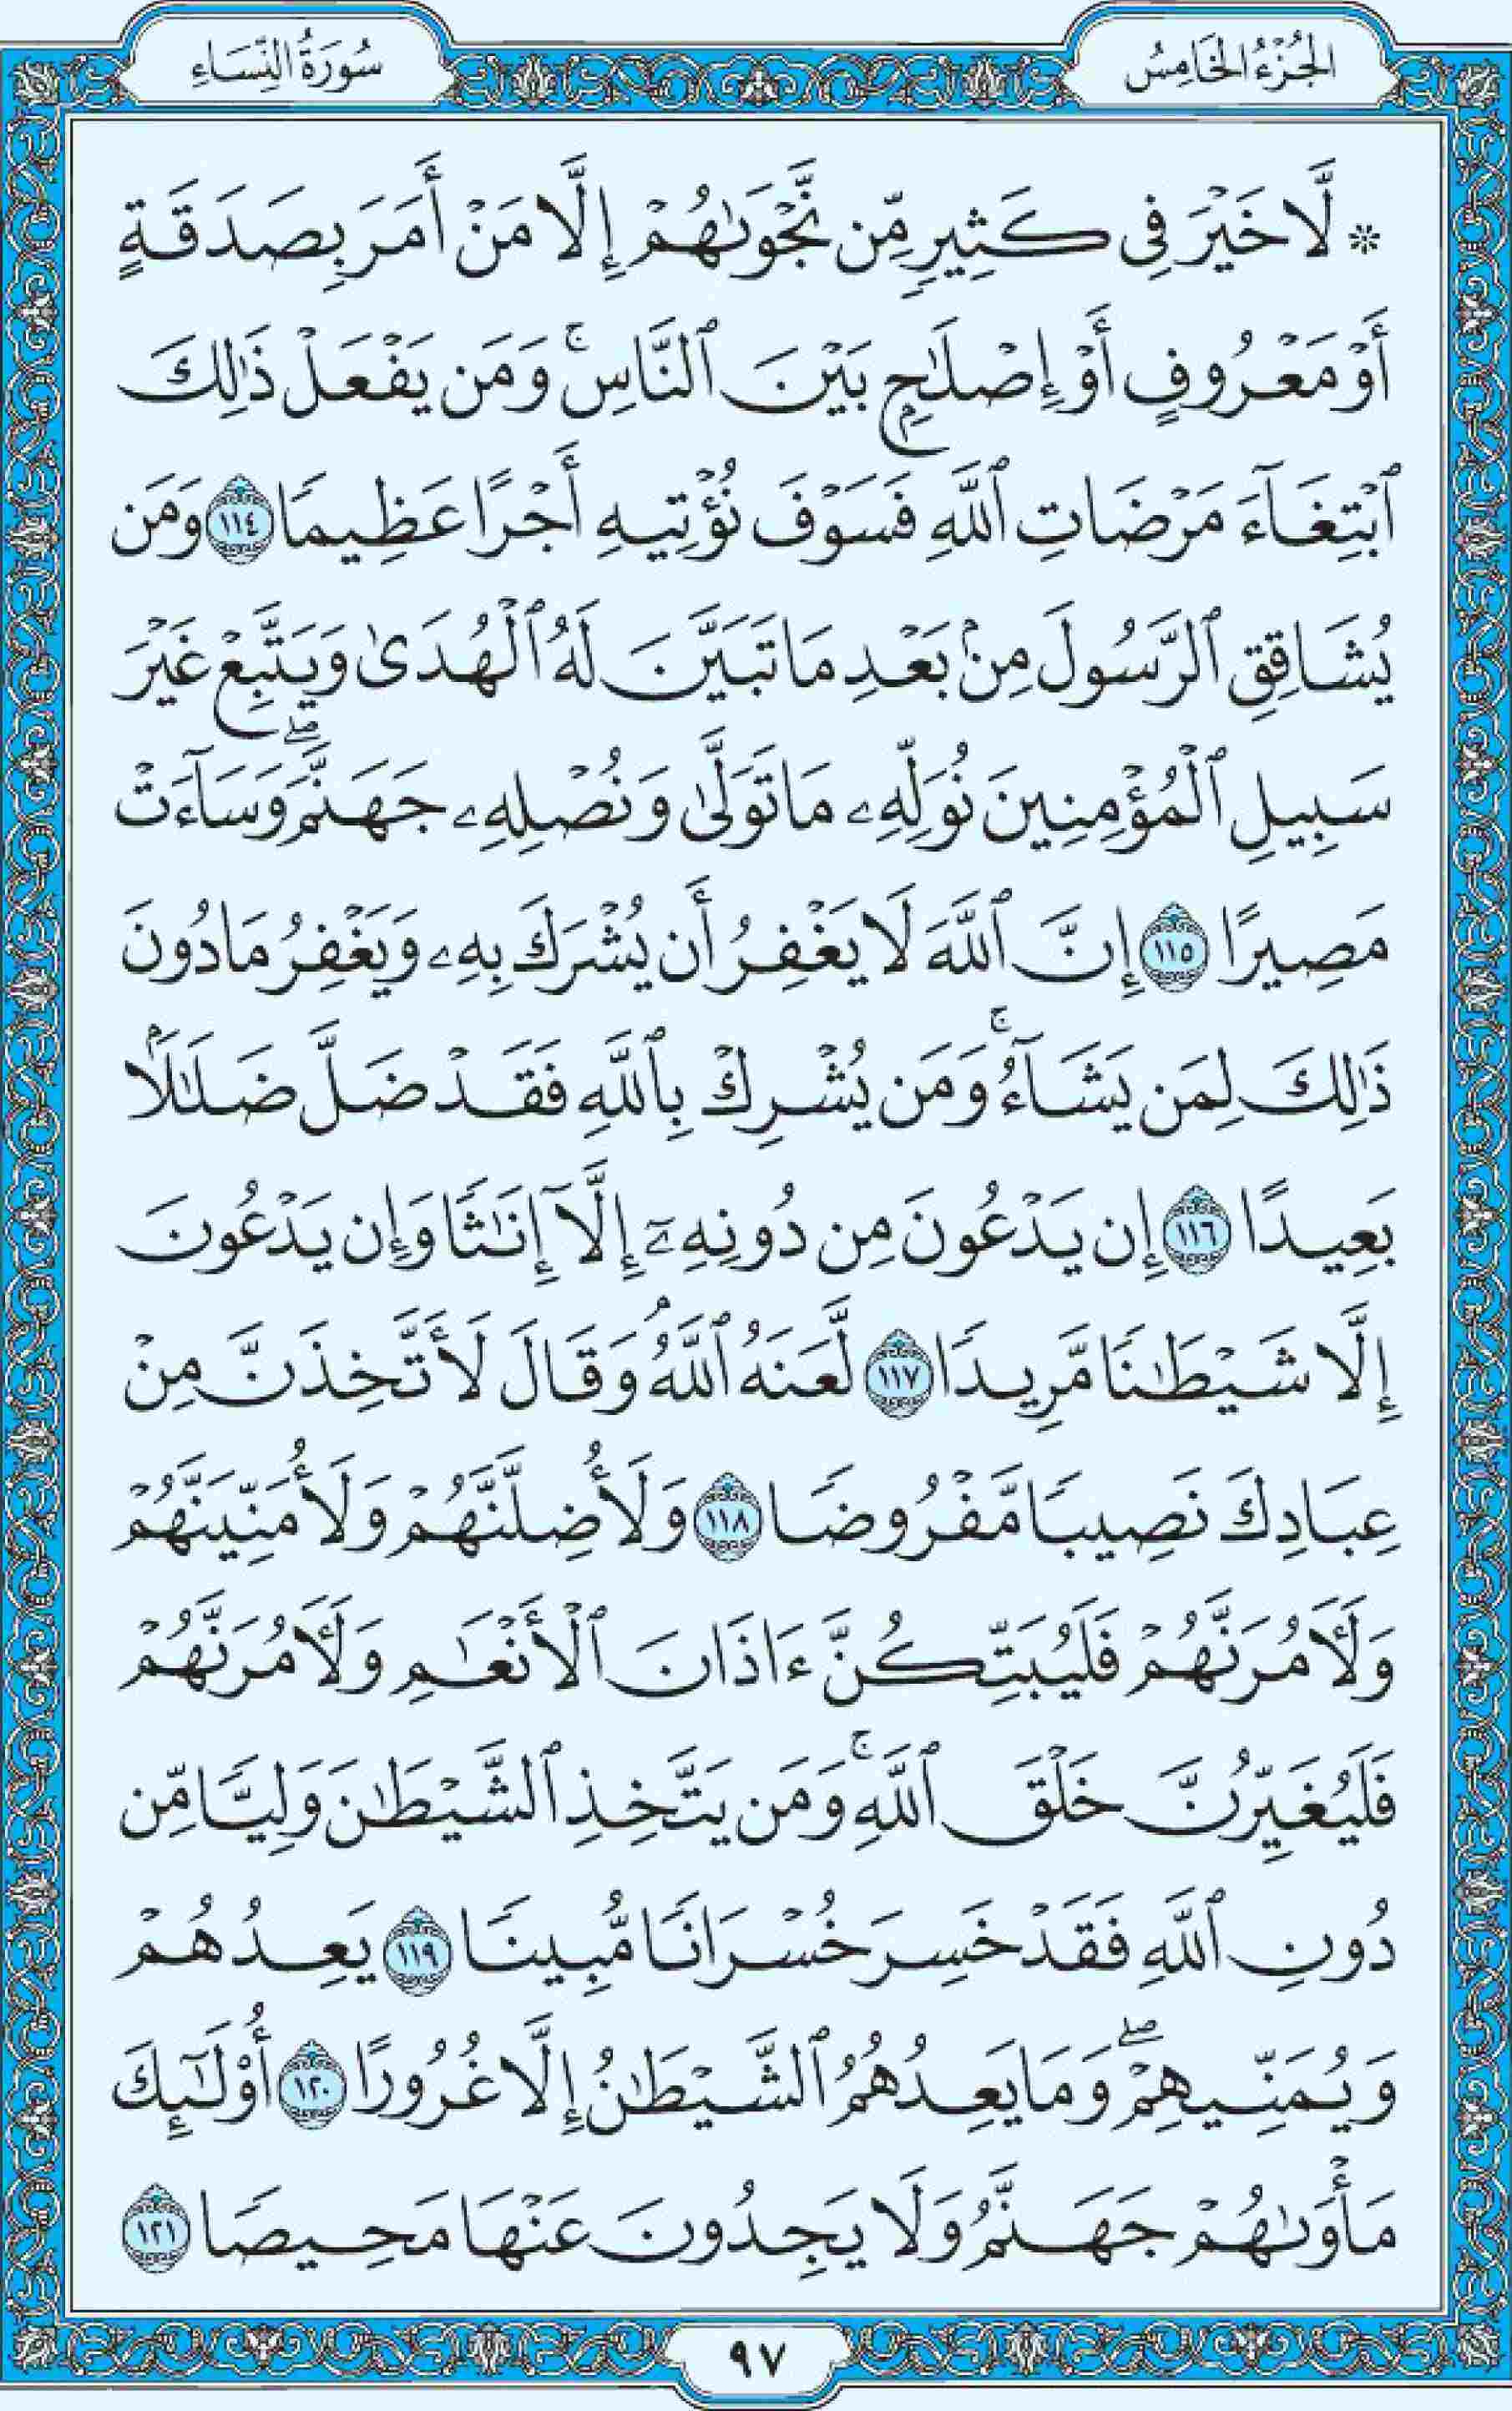 الجُزْءُ الخَامِسُ
سُورَةُ النِّسَاءِ
۞ لَّا خَيْرَ فِى كَثِيرٍ مِّن نَّجْوَىٰهُمْ إِلَّا مَنْ أَمَرَ بِصَدَقَةٍ
أَوْ مَعْرُوفٍ أَوْ إِصْلَٰحٍۭ بَيْنَ ٱلنَّاسِۚ وَمَن يَفْعَلْ ذَٰلِكَ
ٱبْتِغَآءَ مَرْضَاتِ ٱللَّهِ فَسَوْفَ نُؤْتِيهِ أَجْرًا عَظِيمًا ١١٤ وَمَن
يُشَاقِقِ ٱلرَّسُولَ مِنۢ بَعْدِ مَا تَبَيَّنَ لَهُ ٱلْهُدَىٰ وَيَتَّبِعْ غَيْرَ
سَبِيلِ ٱلْمُؤْمِنِينَ نُوَلِّهِۦ مَا تَوَلَّىٰ وَنُصْلِهِۦ جَهَنَّمَۖ وَسَآءَتْ
مَصِيرًا ١١٥ إِنَّ ٱللَّهَ لَا يَغْفِرُ أَن يُشْرَكَ بِهِۦ وَيَغْفِرُ مَا دُونَ
ذَٰلِكَ لِمَن يَشَآءُۚ وَمَن يُشْرِكْ بِٱللَّهِ فَقَدْ ضَلَّ ضَلَٰلًۢا
بَعِيدًا ١١٦ إِن يَدْعُونَ مِن دُونِهِۦٓ إِلَّآ إِنَٰثًا وَإِن يَدْعُونَ
إِلَّا شَيْطَٰنًا مَّرِيدًا ١١٧ لَّعَنَهُ ٱللَّهُۘ وَقَالَ لَأَتَّخِذَنَّ مِنْ
عِبَادِكَ نَصِيبًا مَّفْرُوضًا ١١٨ وَلَأُضِلَّنَّهُمْ وَلَأُمَنِّيَنَّهُمْ
وَلَـَٔامُرَنَّهُمْ فَلَيُبَتِّكُنَّ ءَاذَانَ ٱلْأَنْعَٰمِ وَلَـَٔامُرَنَّهُمْ
فَلَيُغَيِّرُنَّ خَلْقَ ٱللَّهِۚ وَمَن يَتَّخِذِ ٱلشَّيْطَٰنَ وَلِيًّا مِّن
دُونِ ٱللَّهِ فَقَدْ خَسِرَ خُسْرَانًا مُّبِينًا ١١٩ يَعِدُهُمْ
وَيُمَنِّيهِمْۖ وَمَا يَعِدُهُمُ ٱلشَّيْطَٰنُ إِلَّا غُرُورًا ١٢٠ أُو۟لَٰٓئِكَ
مَأْوَىٰهُمْ جَهَنَّمُ وَلَا يَجِدُونَ عَنْهَا مَحِيصًا ١٢١
٩٧